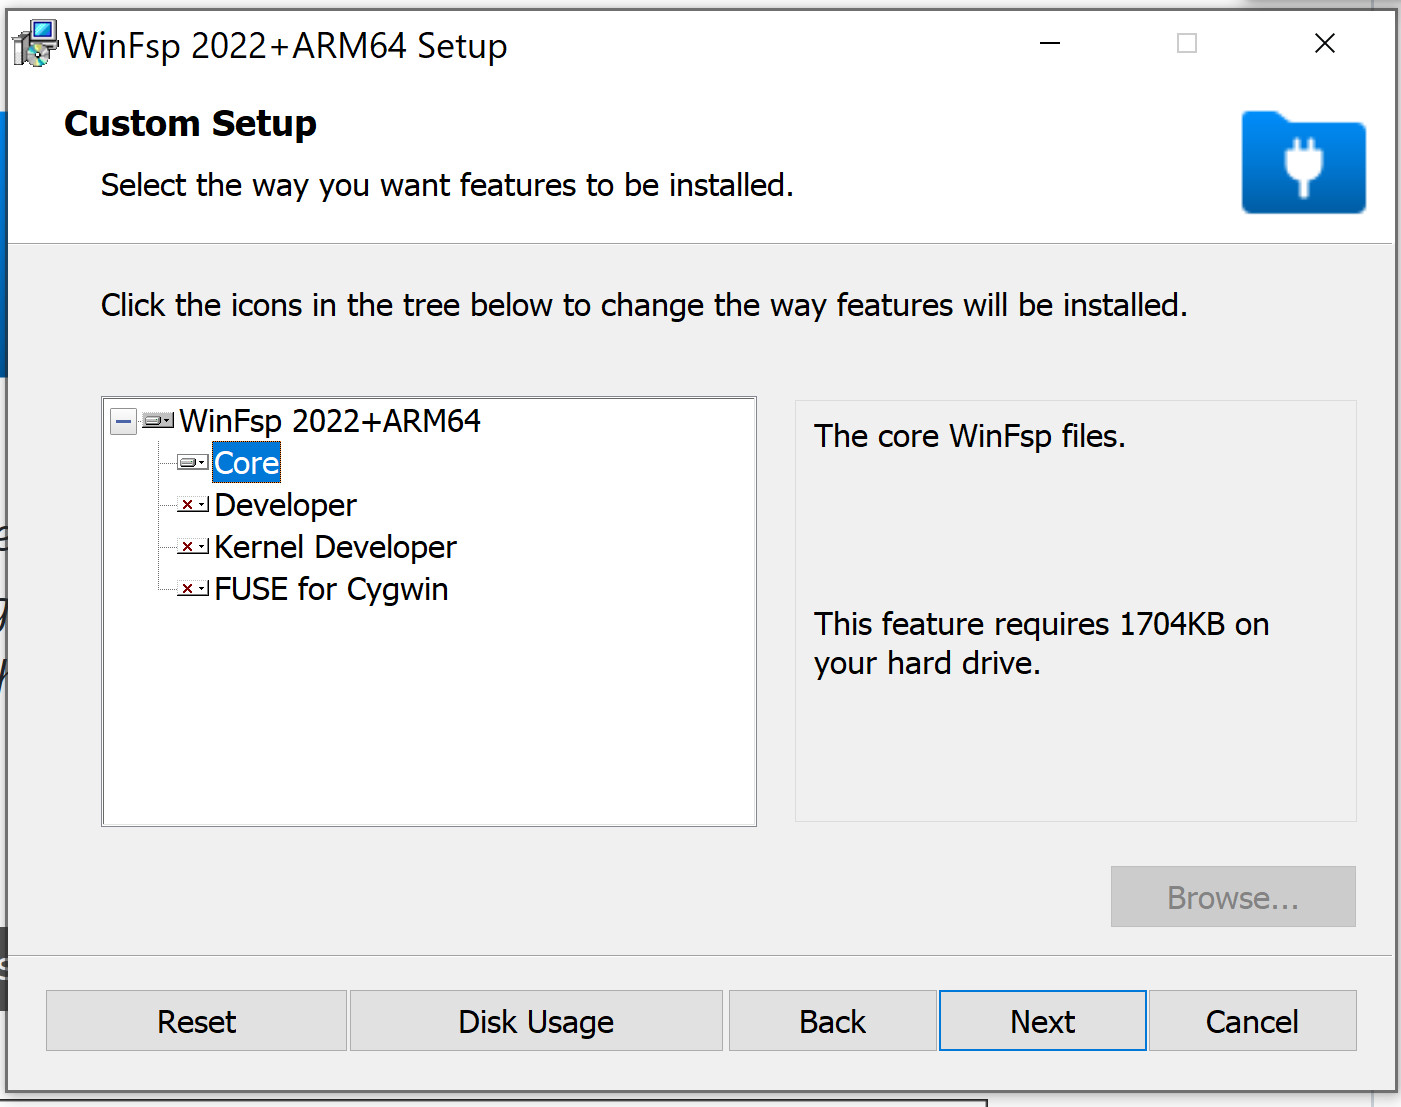 WinFsp 2022+ARM64 Setup
Custom Setup
Select the way you want features to be installed.
Click the icons in the tree below to change the way features will be installed.
WinFsp 2022+ARM64
Core
Developer
Kernel Developer
FUSE for Cygwin
The core WinFsp files.
This feature requires 1704KB on
your hard drive.
Browse...
Reset
Disk Usage
Back
Next
Cancel